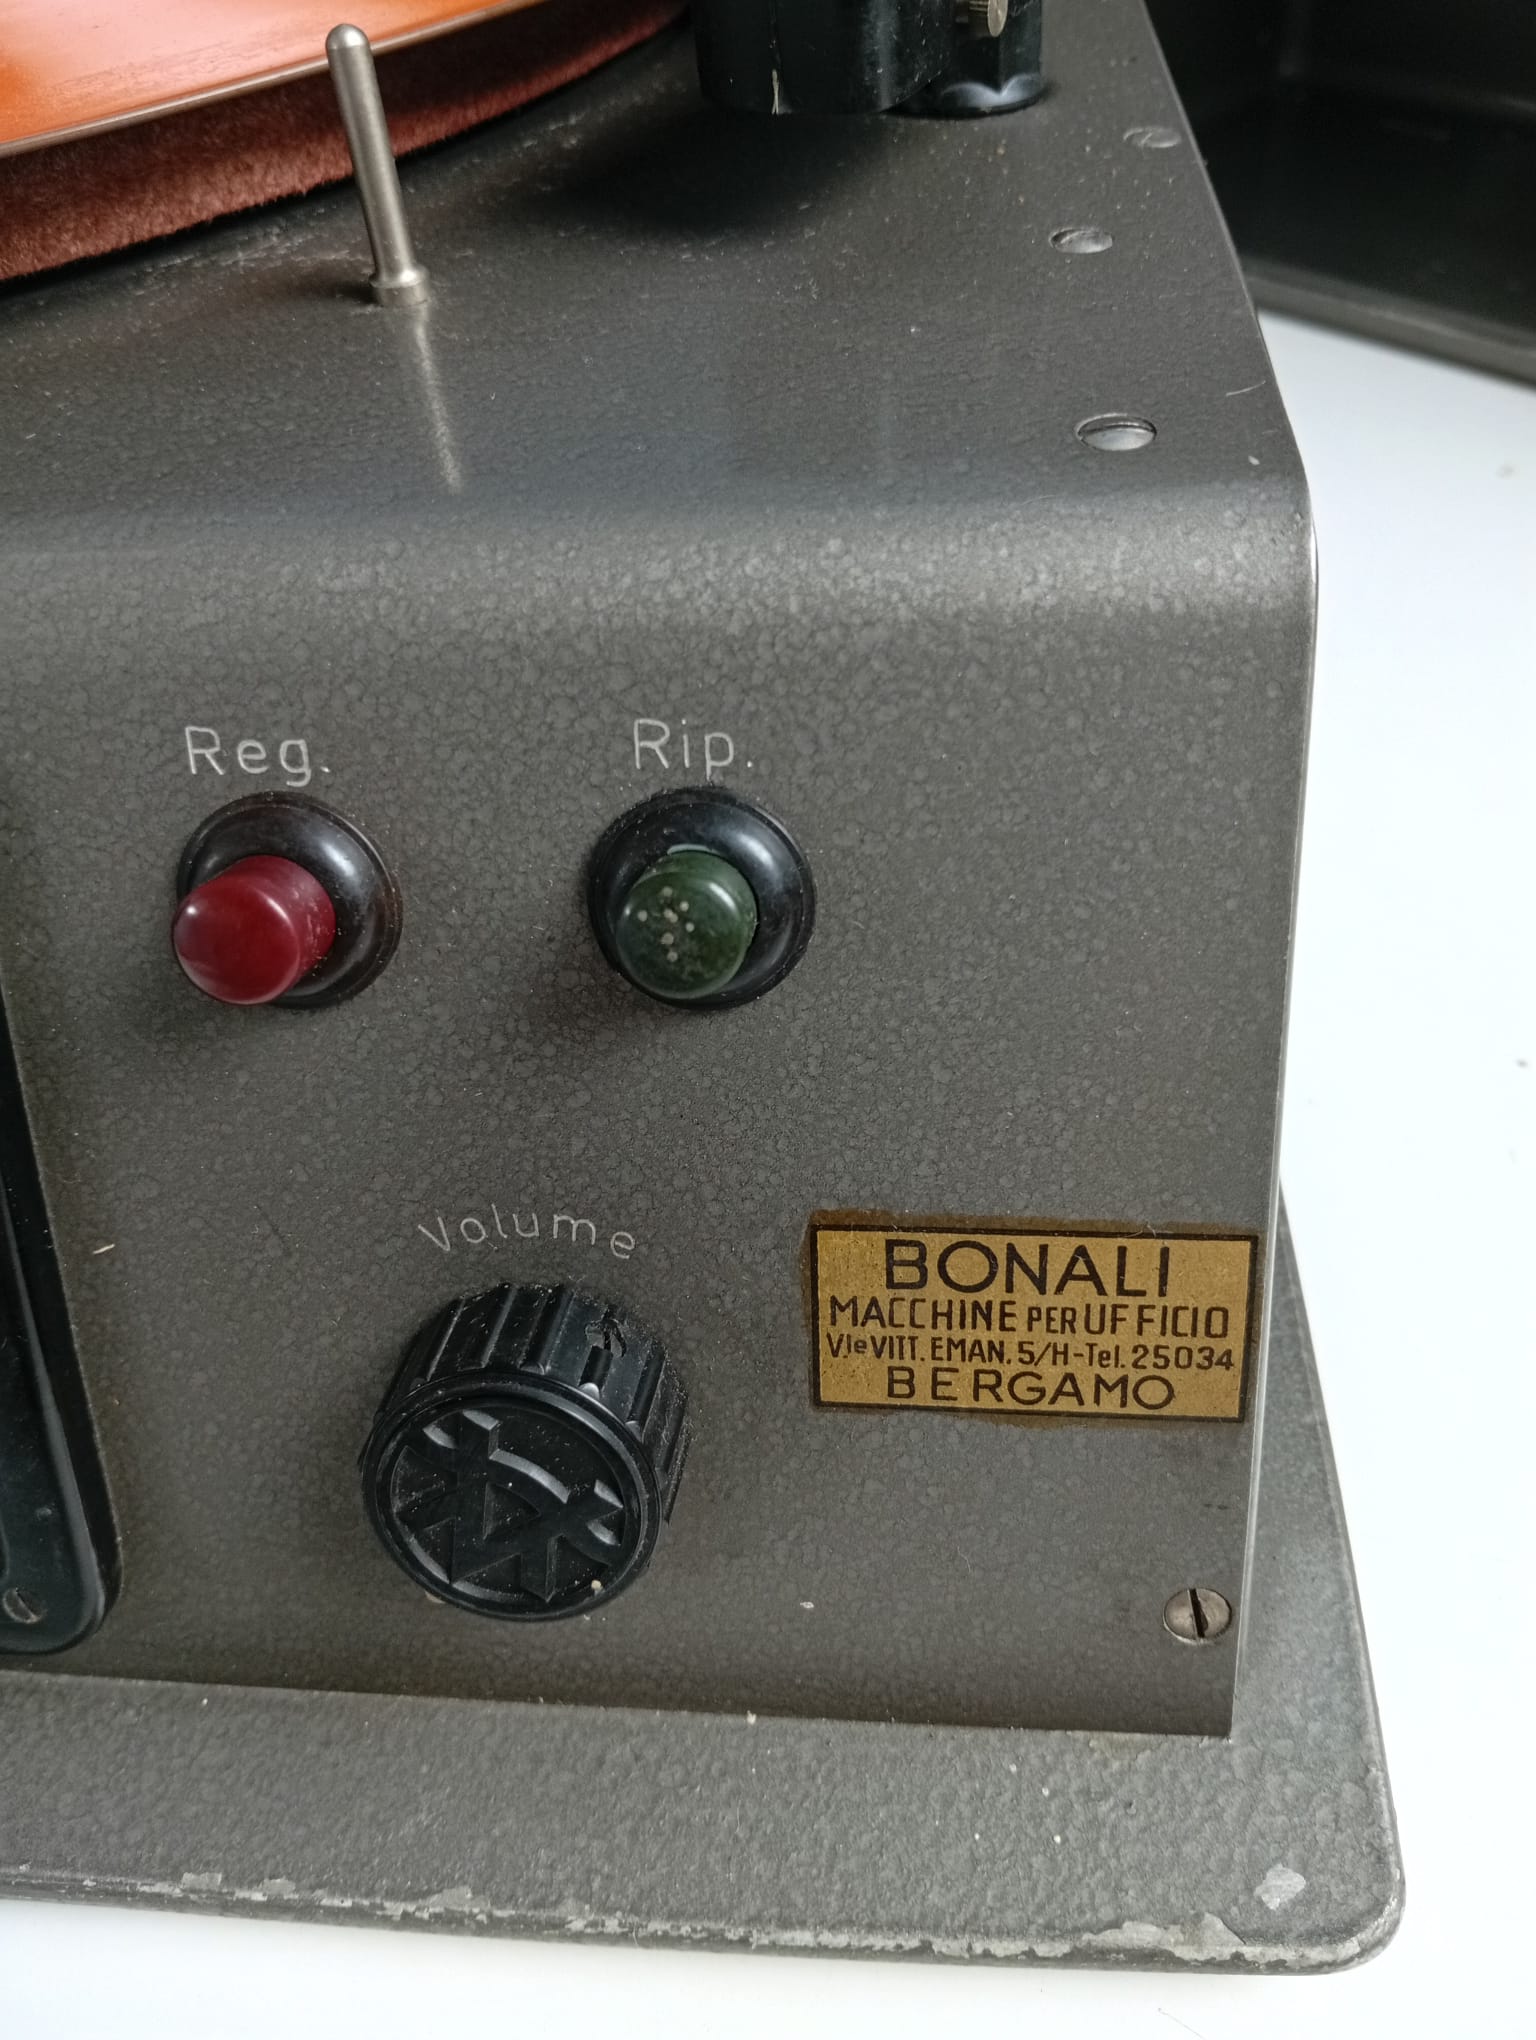 Reg.
Rip.
Volume
BONALI
MACCHINE PER UFFICIO
V.le VITT. EMAN. 5/H-Tel. 25034
BERGAMO